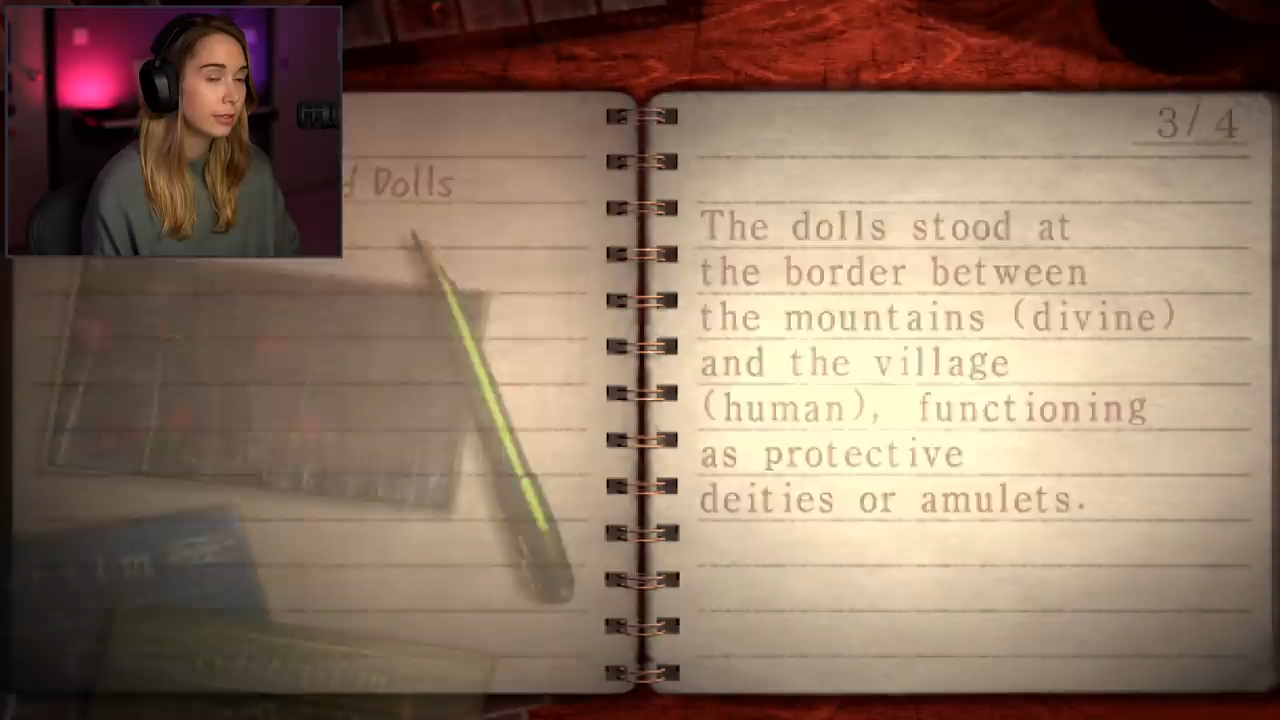 Dolls
3/4
The dolls stood at
the border between
the mountains (divine)
and the village
(human), functioning
as protective
deities or amulets.